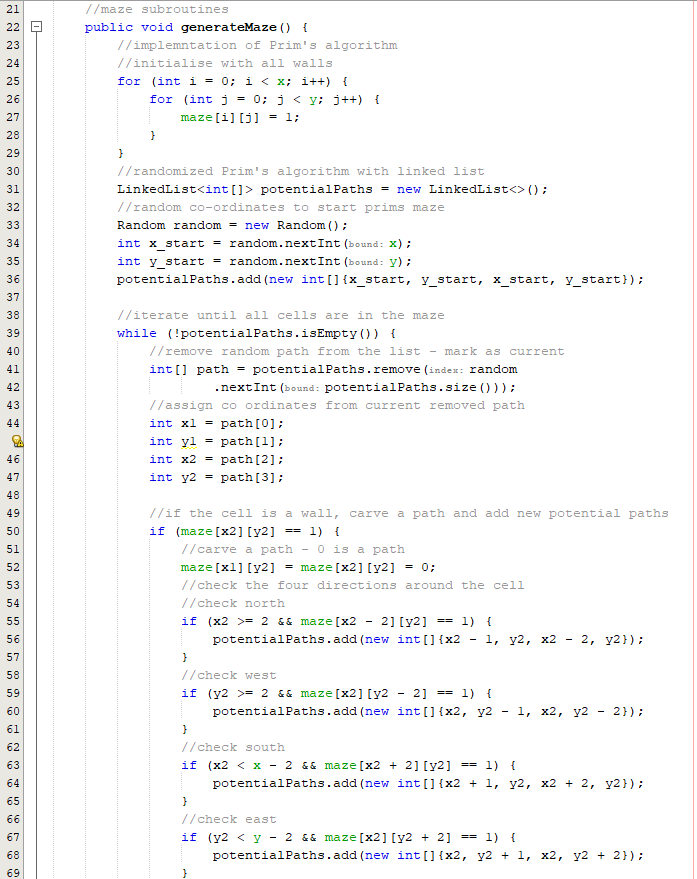 21 //maze subroutines
22 public void generateMaze() {
23 //implemntation of Prim's algorithm
24 //initialise with all walls
25 for (int i = 0; i < x; i++) {
26 for (int j = 0; j < y; j++) {
27 maze[i][j] = 1;
28 }
29 }
30 //randomized Prim's algorithm with linked list
31 LinkedList<int[]> potentialPaths = new LinkedList<>();
32 //random co-ordinates to start prims maze
33 Random random = new Random();
34 int x_start = random.nextInt(bound: x);
35 int y_start = random.nextInt(bound: y);
36 potentialPaths.add(new int[]{x_start, y_start, x_start, y_start});
37
38 //iterate until all cells are in the maze
39 while (!potentialPaths.isEmpty()) {
40 //remove random path from the list - mark as current
41 int[] path = potentialPaths.remove(index: random
42 .nextInt(bound: potentialPaths.size()));
43 //assign co ordinates from current removed path
44 int x1 = path[0];
int y1 = path[1];
46 int x2 = path[2];
47 int y2 = path[3];
48
49 //if the cell is a wall, carve a path and add new potential paths
50 if (maze[x2][y2] == 1) {
51 //carve a path - 0 is a path
52 maze[x1][y2] = maze[x2][y2] = 0;
53 //check the four directions around the cell
54 //check north
55 if (x2 >= 2 && maze[x2 - 2][y2] == 1) {
56 potentialPaths.add(new int[]{x2 - 1, y2, x2 - 2, y2});
57 }
58 //check west
59 if (y2 >= 2 && maze[x2][y2 - 2] == 1) {
60 potentialPaths.add(new int[]{x2, y2 - 1, x2, y2 - 2});
61 }
62 //check south
63 if (x2 < x - 2 && maze[x2 + 2][y2] == 1) {
64 potentialPaths.add(new int[]{x2 + 1, y2, x2 + 2, y2});
65 }
66 //check east
67 if (y2 < y - 2 && maze[x2][y2 + 2] == 1) {
68 potentialPaths.add(new int[]{x2, y2 + 1, x2, y2 + 2});
69 }